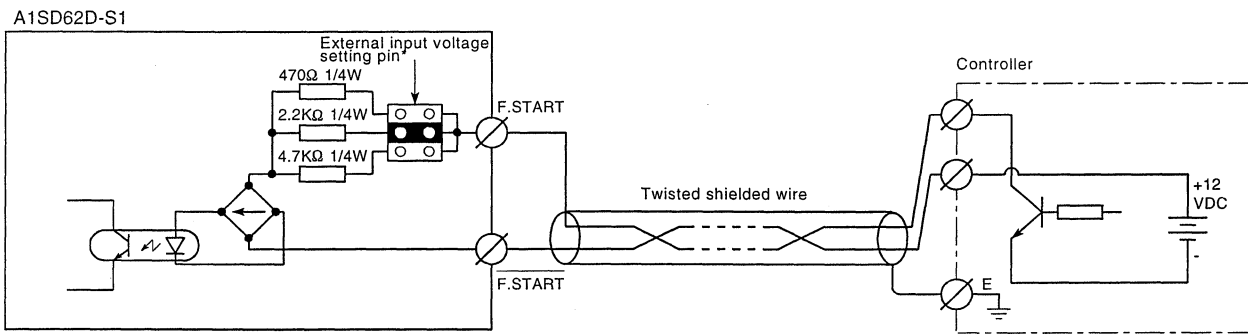 A1SD62D-S1
External input voltage
setting pin*
470Ω 1/4W
2.2KΩ 1/4W
4.7KΩ 1/4W
F.START
F.START
Twisted shielded wire
Controller
+12
VDC
-
E